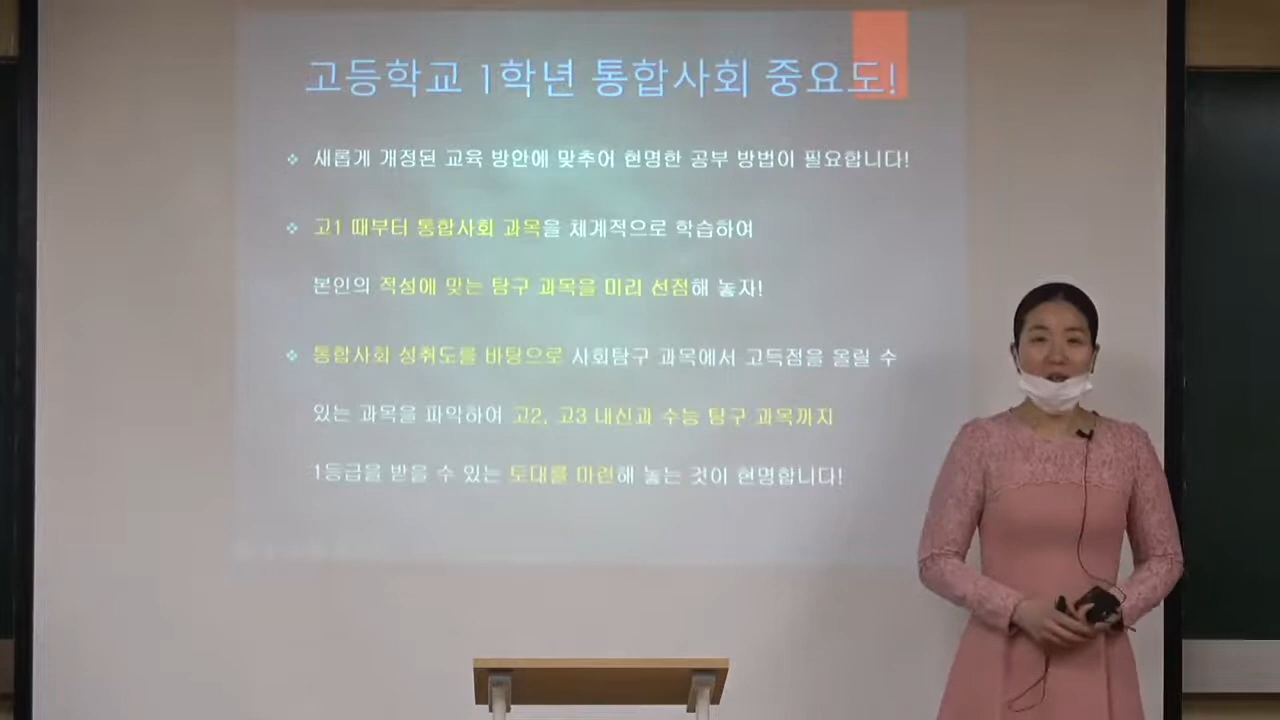 고등학교 1학년 통합사회 중요도!
❖ 새롭게 개정된 교육 방안에 맞추어 현명한 공부 방법이 필요합니다!
❖ 고1 때부터 통합사회 과목을 체계적으로 학습하여
본인의 적성에 맞는 탐구 과목을 미리 선점해 놓자!
❖ 통합사회 성취도를 바탕으로 사회탐구 과목에서 고득점을 올릴 수
있는 과목을 파악하여 고2, 고3 내신과 수능 탐구 과목까지
1등급을 받을 수 있는 토대를 마련해 놓는 것이 현명합니다!